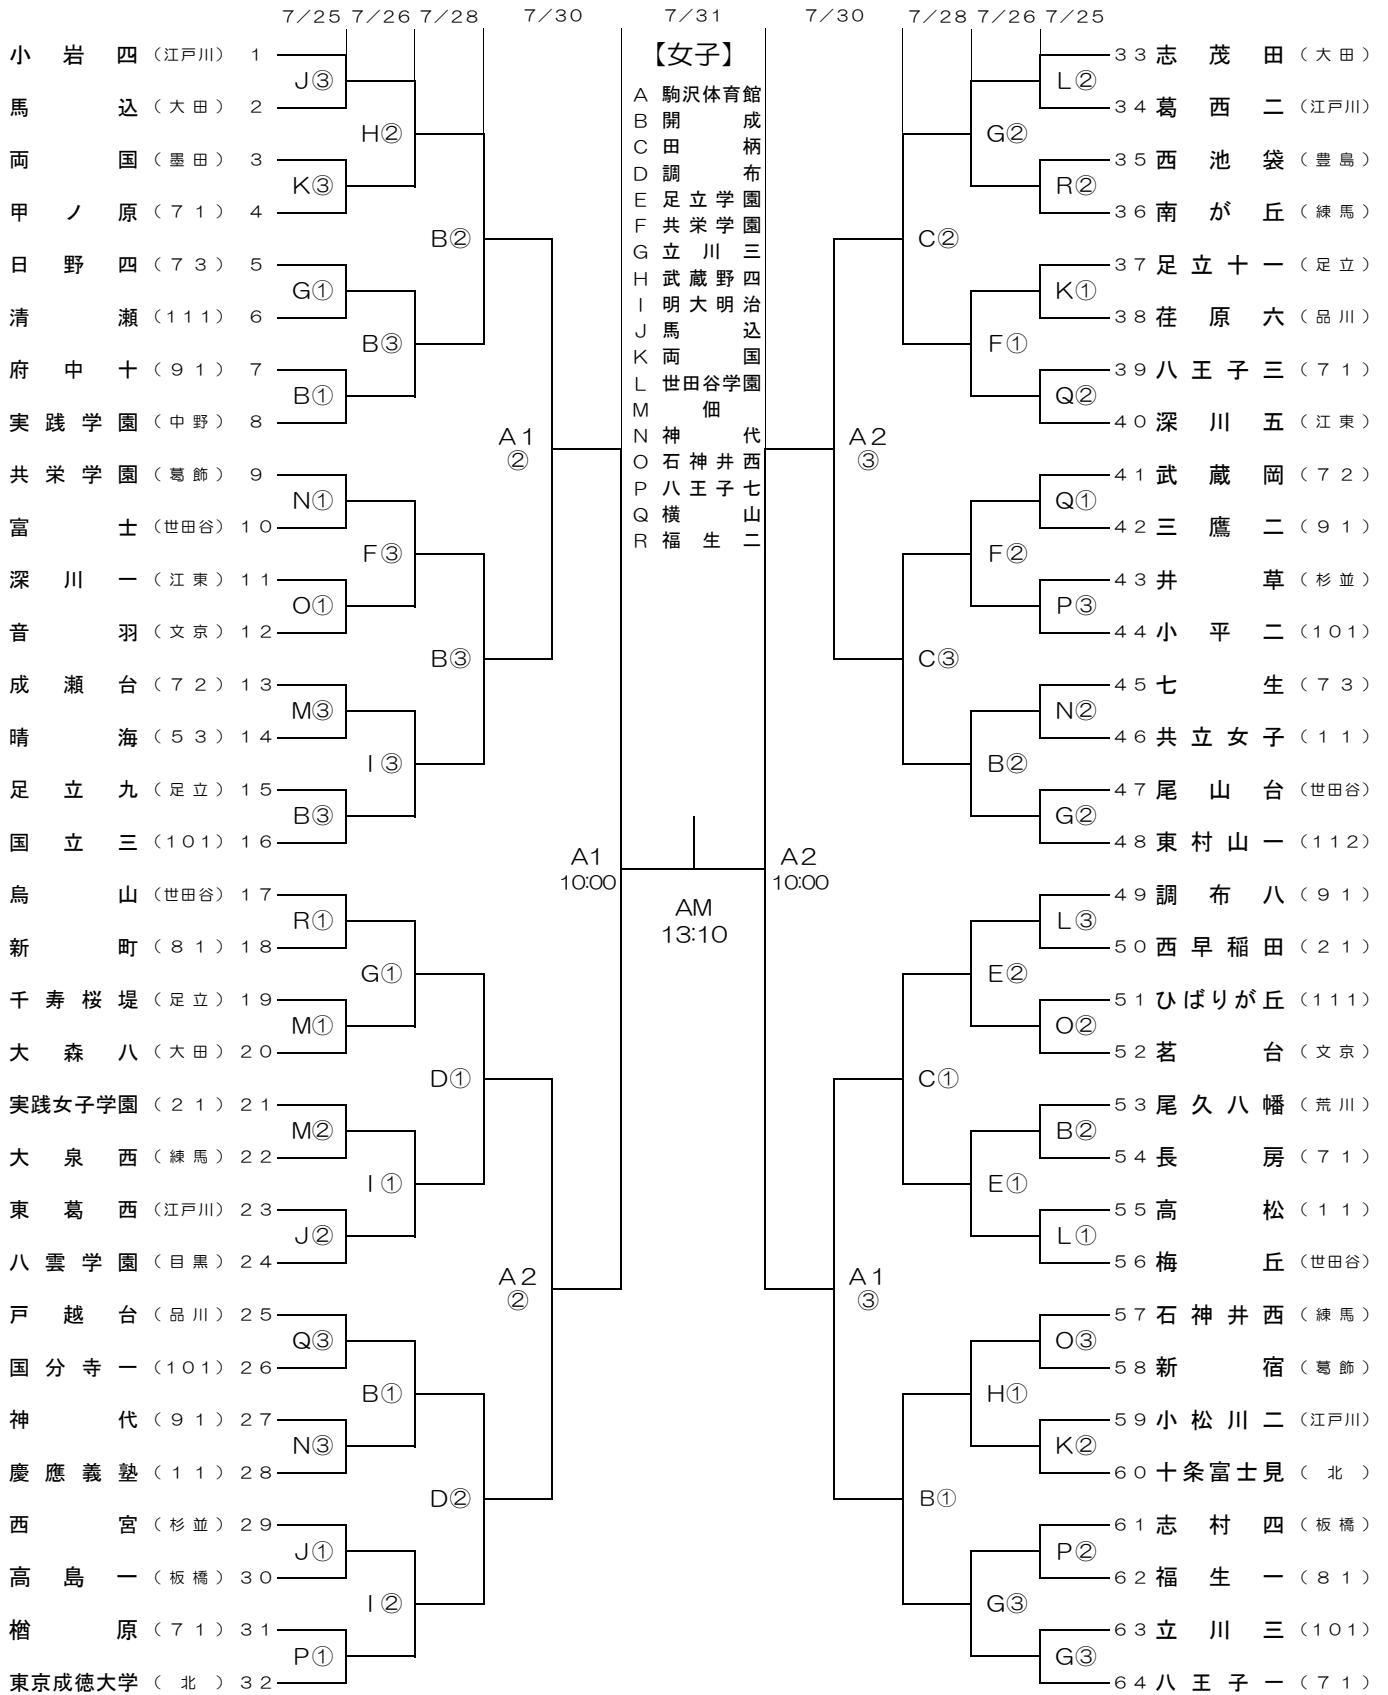 7/25 7/26 7/28 7/30 7/31 7/30 7/28 7/26 7/25
【女子】
A 駒沢体育館
B 開成
C 田柄
D 調布
E 足立学園
F 共栄学園
G 立川三
H 武蔵野四
I 明大明治
J 馬込
K 両国
L 世田谷学園
M 佃
N 神代
O 石神井西
P 八王子七
Q 横山
R 福生二
小岩四 (江戸川) 1
馬込 (大田) 2
両国 (墨田) 3
甲ノ原 (71) 4
日野四 (73) 5
清瀬 (111) 6
府中十 (91) 7
実践学園 (中野) 8
共栄学園 (葛飾) 9
富士 (世田谷) 10
深川一 (江東) 11
音羽 (文京) 12
成瀬台 (72) 13
晴海 (53) 14
足立九 (足立) 15
国立三 (101) 16
烏山 (世田谷) 17
新町 (81) 18
千寿桜堤 (足立) 19
大森八 (大田) 20
実践女子学園 (21) 21
大泉西 (練馬) 22
東葛西 (江戸川) 23
八雲学園 (目黒) 24
戸越台 (品川) 25
国分寺一 (101) 26
神代 (91) 27
慶應義塾 (11) 28
西宮 (杉並) 29
高島一 (板橋) 30
楢原 (71) 31
東京成徳大学 (北) 32
J③
K③
G①
B①
N①
O①
M③
B③
R①
M①
M②
J②
Q③
N③
J①
P①
H②
B③
F③
I③
G①
I①
B①
I②
B②
B③
D①
D②
A1
②
A2
②
A1
10:00
AM
13:10
A2
10:00
A2
③
A1
③
C②
C③
C①
B①
G②
F①
F②
B②
E②
E①
H①
G③
L②
R②
K①
Q②
Q①
P③
N②
G②
L③
O②
B②
L①
O③
K②
P②
G③
33 志茂田 (大田)
34 葛西二 (江戸川)
35 西池袋 (豊島)
36 南が丘 (練馬)
37 足立十一 (足立)
38 荏原六 (品川)
39 八王子三 (71)
40 深川五 (江東)
41 武蔵岡 (72)
42 三鷹二 (91)
43 井草 (杉並)
44 小平二 (101)
45 七生 (73)
46 共立女子 (11)
47 尾山台 (世田谷)
48 東村山一 (112)
49 調布八 (91)
50 西早稲田 (21)
51 ひばりが丘 (111)
52 茗台 (文京)
53 尾久八幡 (荒川)
54 長房 (71)
55 高松 (11)
56 梅丘 (世田谷)
57 石神井西 (練馬)
58 新宿 (葛飾)
59 小松川二 (江戸川)
60 十条富士見 (北)
61 志村四 (板橋)
62 福生一 (81)
63 立川三 (101)
64 八王子一 (71)